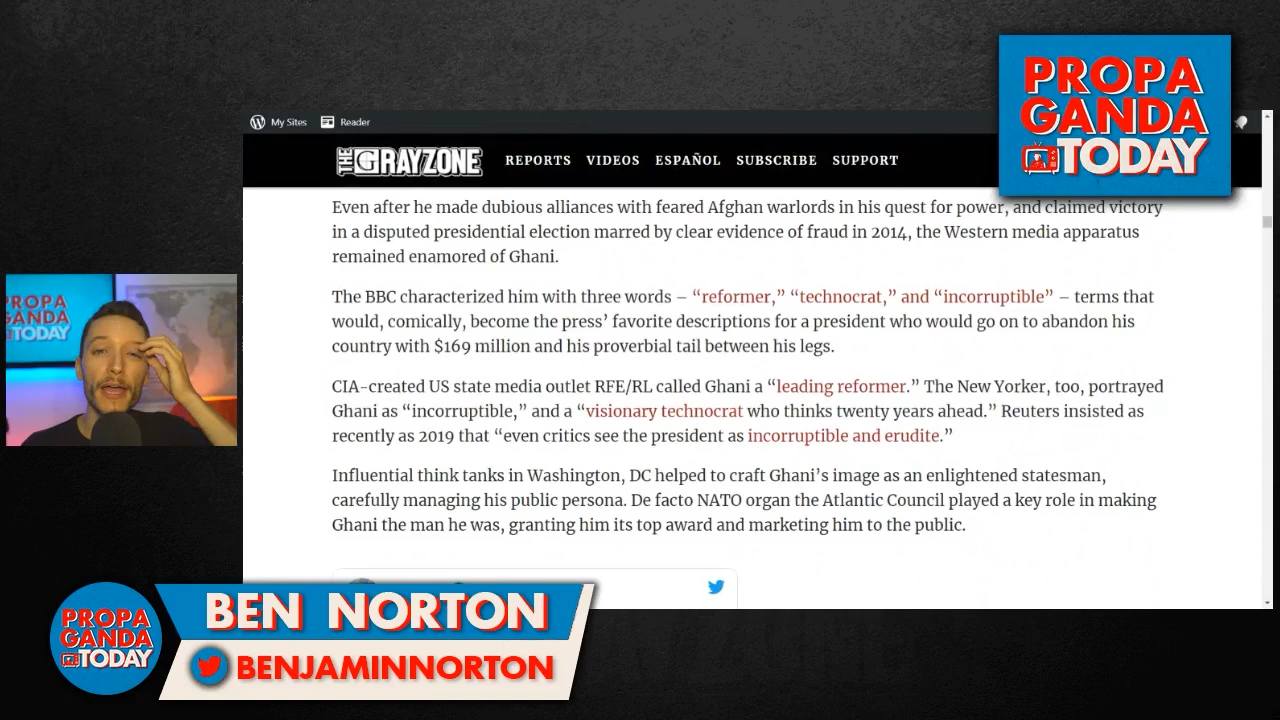 PROPA
GANDA
TODAY
My Sites Reader
THE GRAYZONE REPORTS VIDEOS ESPAÑOL SUBSCRIBE SUPPORT
Even after he made dubious alliances with feared Afghan warlords in his quest for power, and claimed victory
in a disputed presidential election marred by clear evidence of fraud in 2014, the Western media apparatus
remained enamored of Ghani.
The BBC characterized him with three words – “reformer,” “technocrat,” and “incorruptible” – terms that
would, comically, become the press’ favorite descriptions for a president who would go on to abandon his
country with $169 million and his proverbial tail between his legs.
CIA-created US state media outlet RFE/RL called Ghani a “leading reformer.” The New Yorker, too, portrayed
Ghani as “incorruptible,” and a “visionary technocrat who thinks twenty years ahead.” Reuters insisted as
recently as 2019 that “even critics see the president as incorruptible and erudite.”
Influential think tanks in Washington, DC helped to craft Ghani’s image as an enlightened statesman,
carefully managing his public persona. De facto NATO organ the Atlantic Council played a key role in making
Ghani the man he was, granting him its top award and marketing him to the public.
PROPA
GANDA
TODAY
PROPA
GANDA
TODAY
BEN NORTON
BENJAMINNORTON